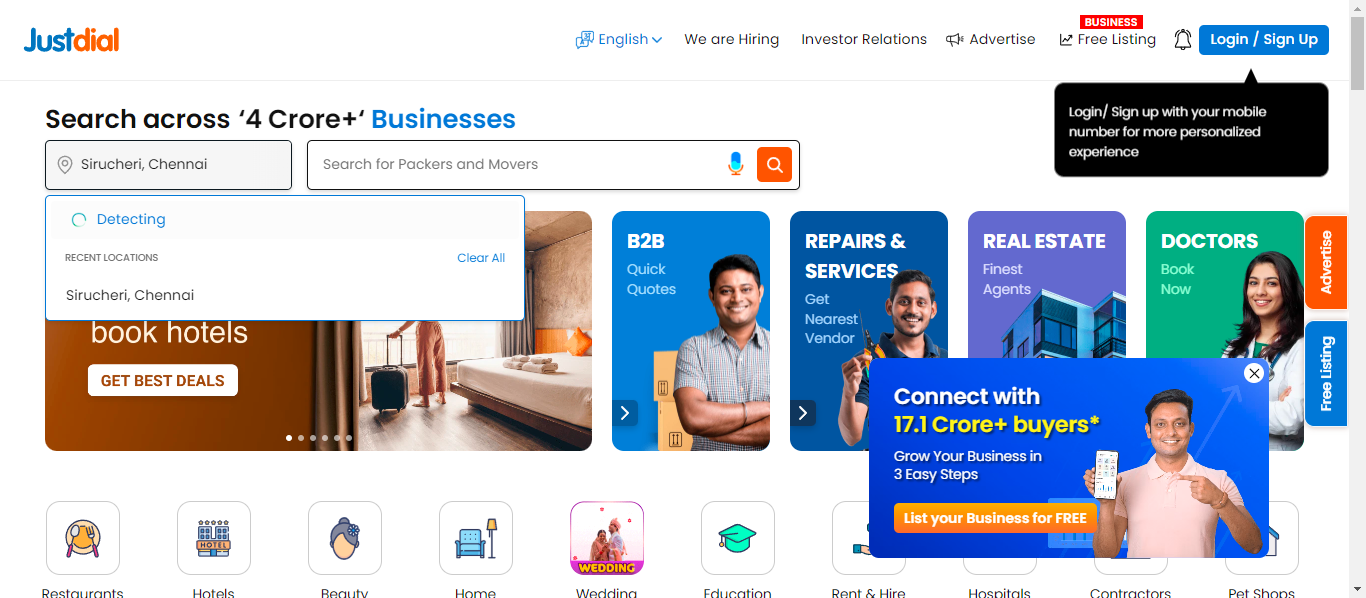 Justdial
English
We are Hiring
Investor Relations
Advertise
BUSINESS
Free Listing
Login / Sign Up
Login/ Sign up with your mobile
number for more personalized
experience
Search across ‘4 Crore+‘ Businesses
Sirucheri, Chennai
Search for Packers and Movers
Detecting
RECENT LOCATIONS
Clear All
Sirucheri, Chennai
book hotels
GET BEST DEALS
B2B
Quick
Quotes
REPAIRS &
SERVICES
Get
Nearest
Vendor
REAL ESTATE
Finest
Agents
DOCTORS
Book
Now
Advertise
Free Listing
Connect with
17.1 Crore+ buyers*
Grow Your Business in
3 Easy Steps
List your Business for FREE
HOTEL
WEDDING
Restaurants
Hotels
Beauty
Home
Wedding
Education
Rent & Hire
Hospitals
Contractors
Pet Shops